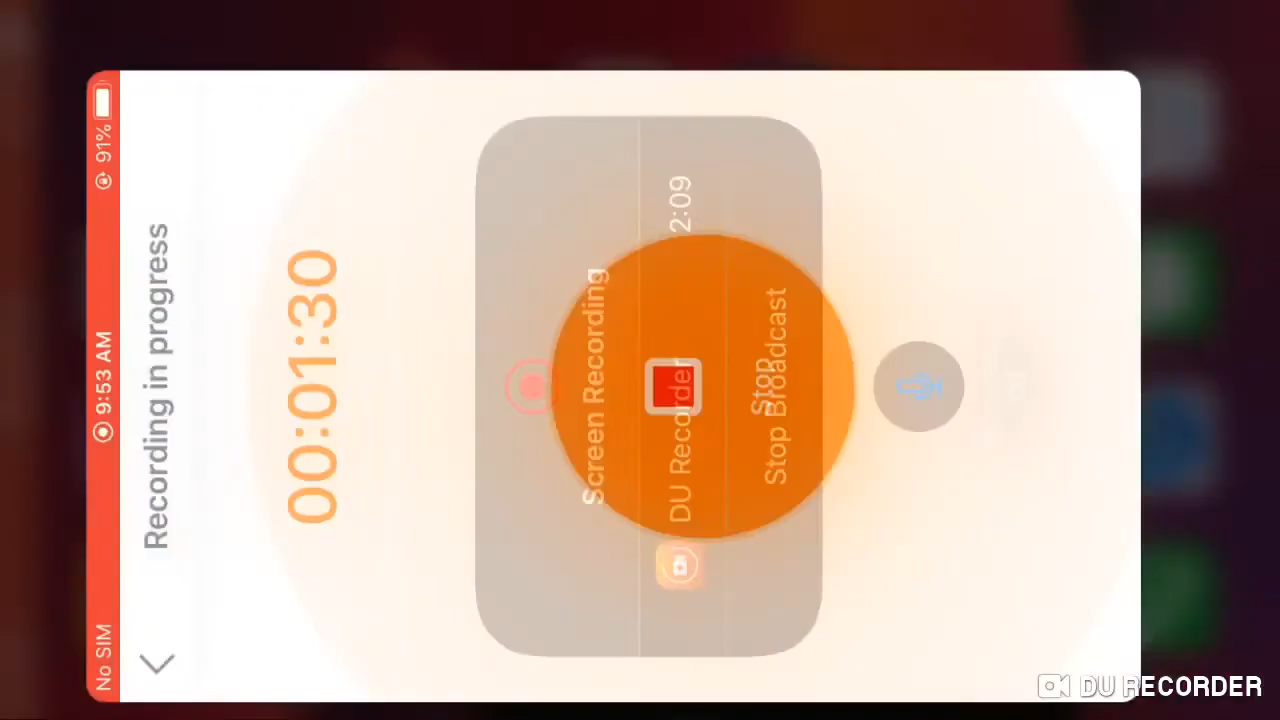 No SIM
9:53 AM
91%
Recording in progress
00:01:30
Screen Recording
DU Recorder
2:09
Stop
Stop Broadcast
DU RECORDER